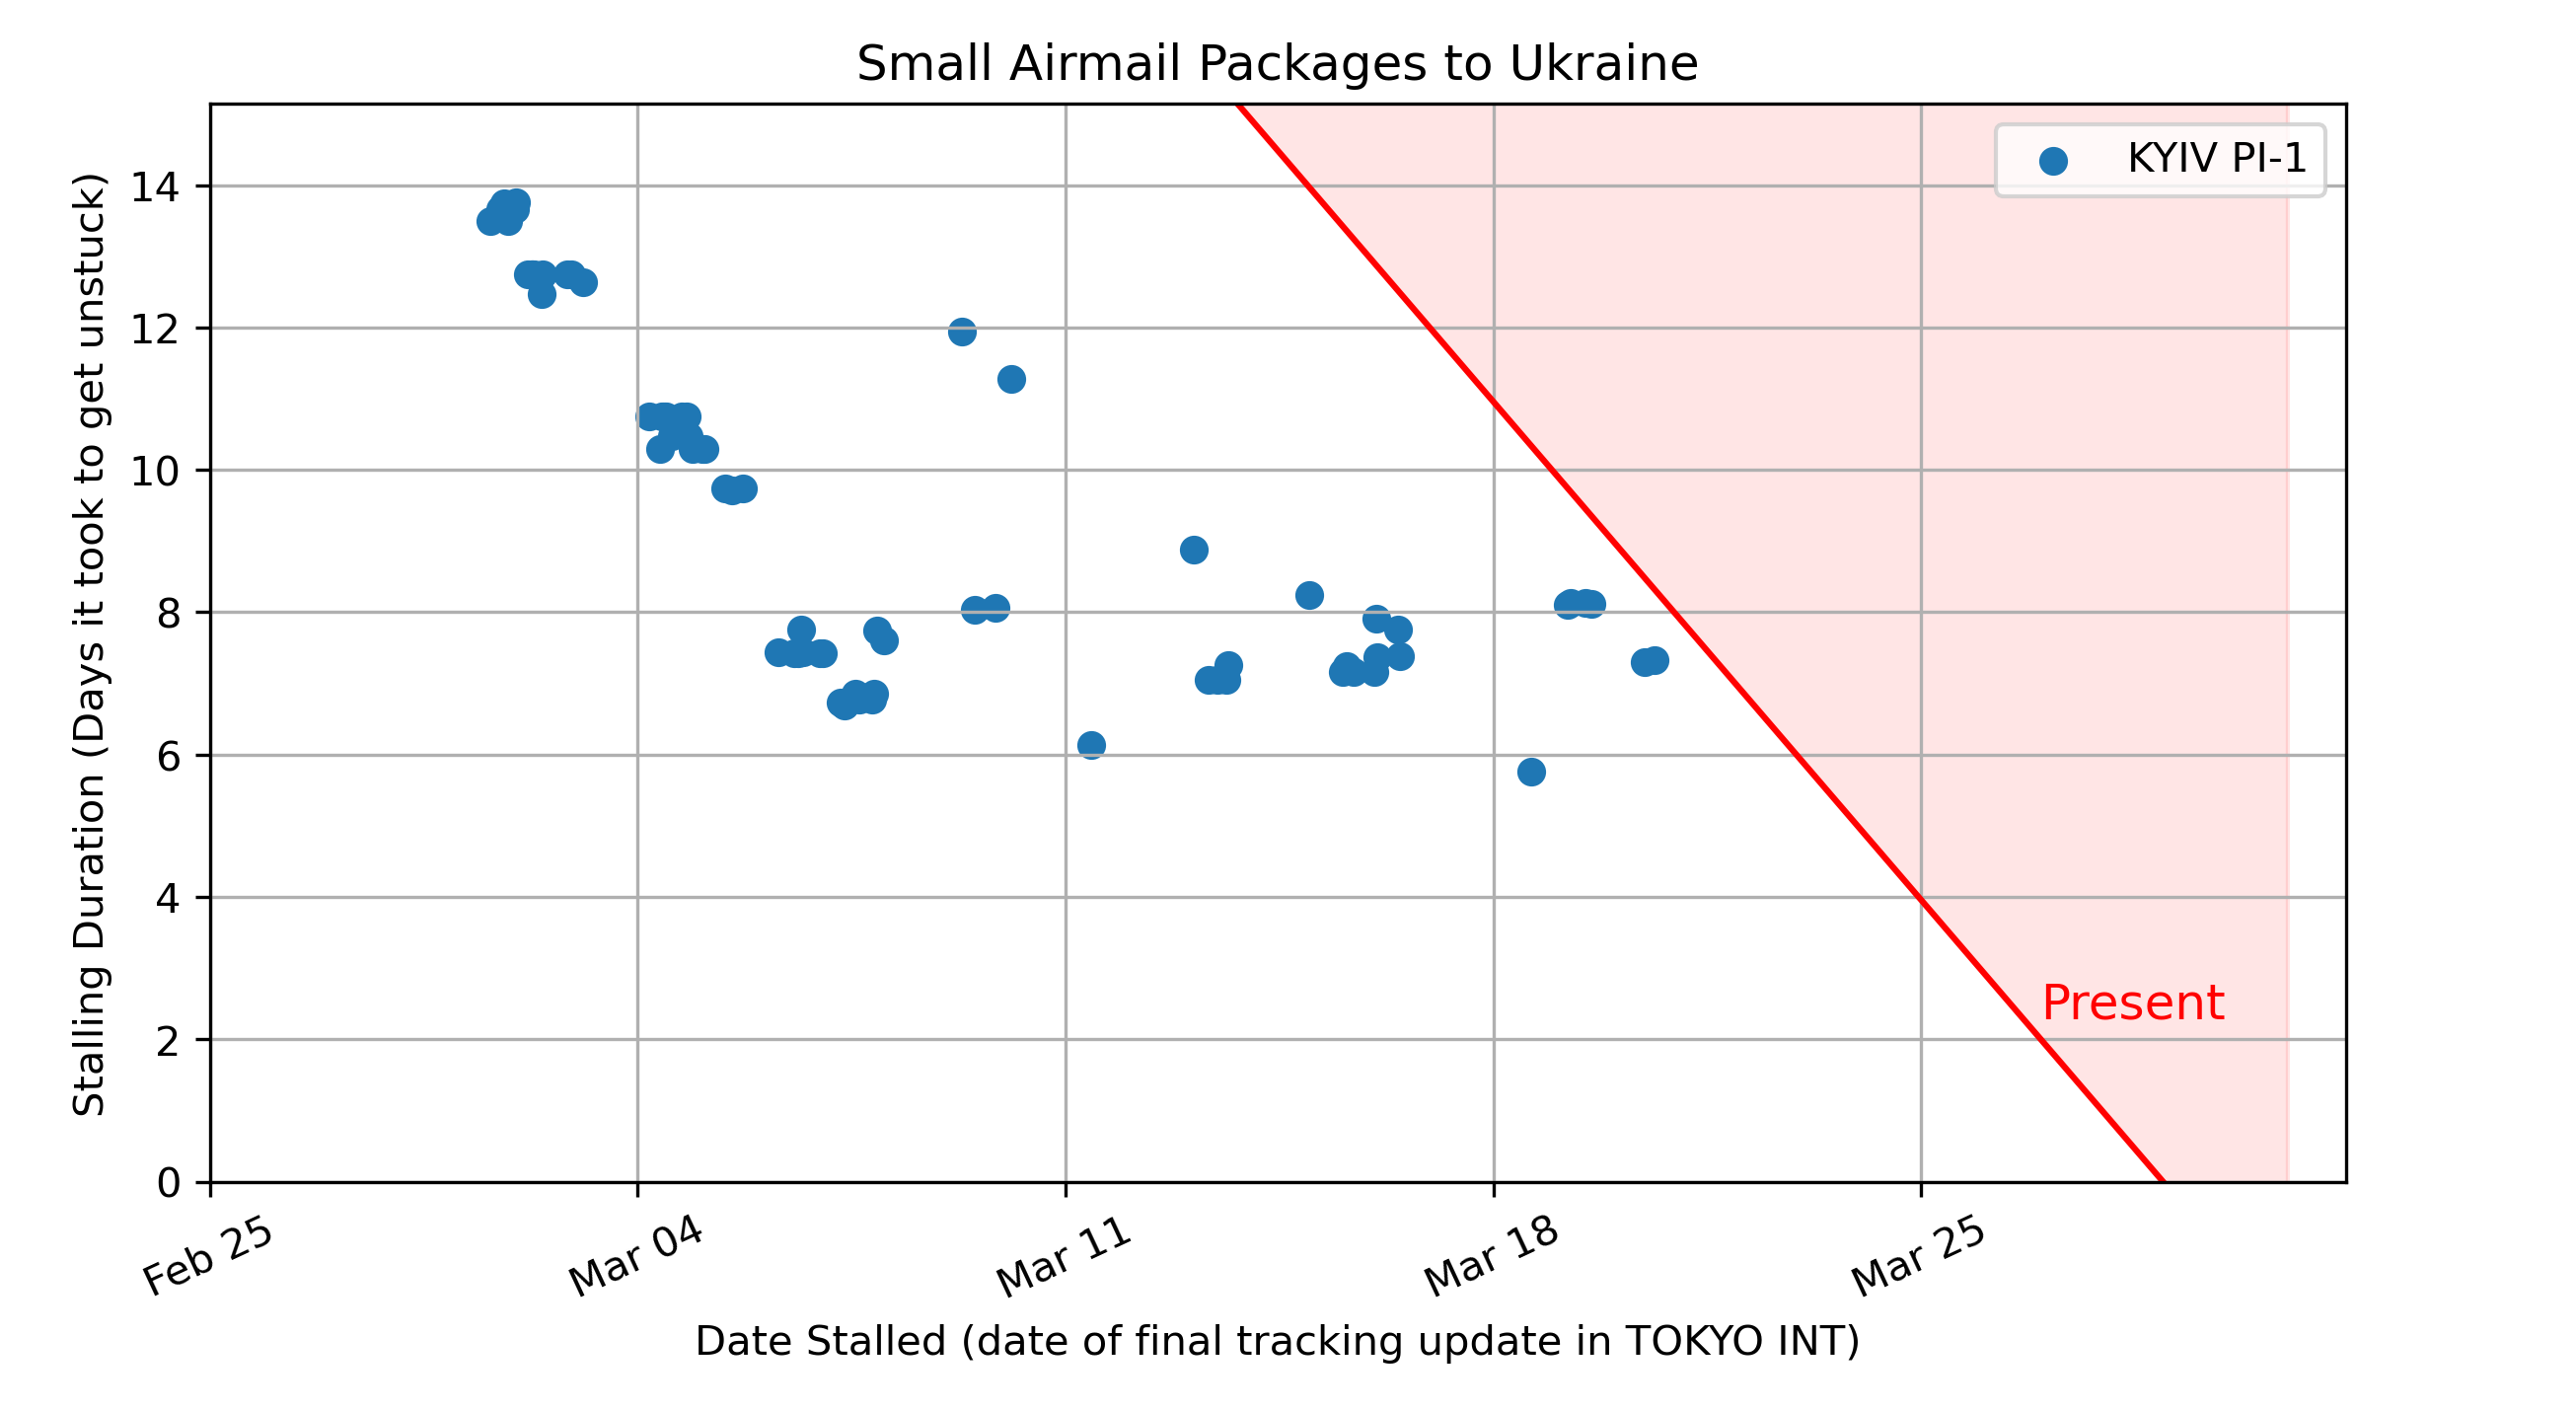 Small Airmail Packages to Ukraine
KYIV PI-1
Stalling Duration (Days it took to get unstuck)
14
12
10
8
6
4
2
0
Present
Feb 25
Mar 04
Mar 11
Mar 18
Mar 25
Date Stalled (date of final tracking update in TOKYO INT)